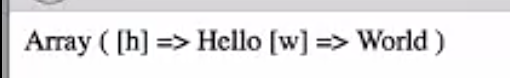 Array ( [h] => Hello [w] => World )